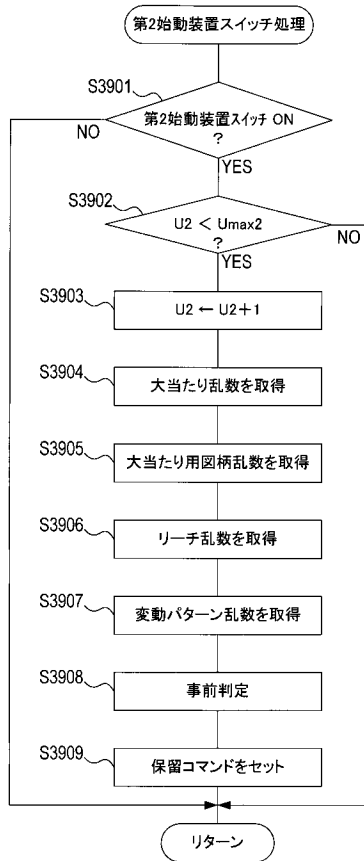 第2始動装置スイッチ処理
S3901
第2始動装置スイッチ ON
?
NO
YES
S3902
U2 < Umax2
?
NO
YES
S3903
U2 ← U2+1
S3904
大当たり乱数を取得
S3905
大当たり用図柄乱数を取得
S3906
リーチ乱数を取得
S3907
変動パターン乱数を取得
S3908
事前判定
S3909
保留コマンドをセット
リターン